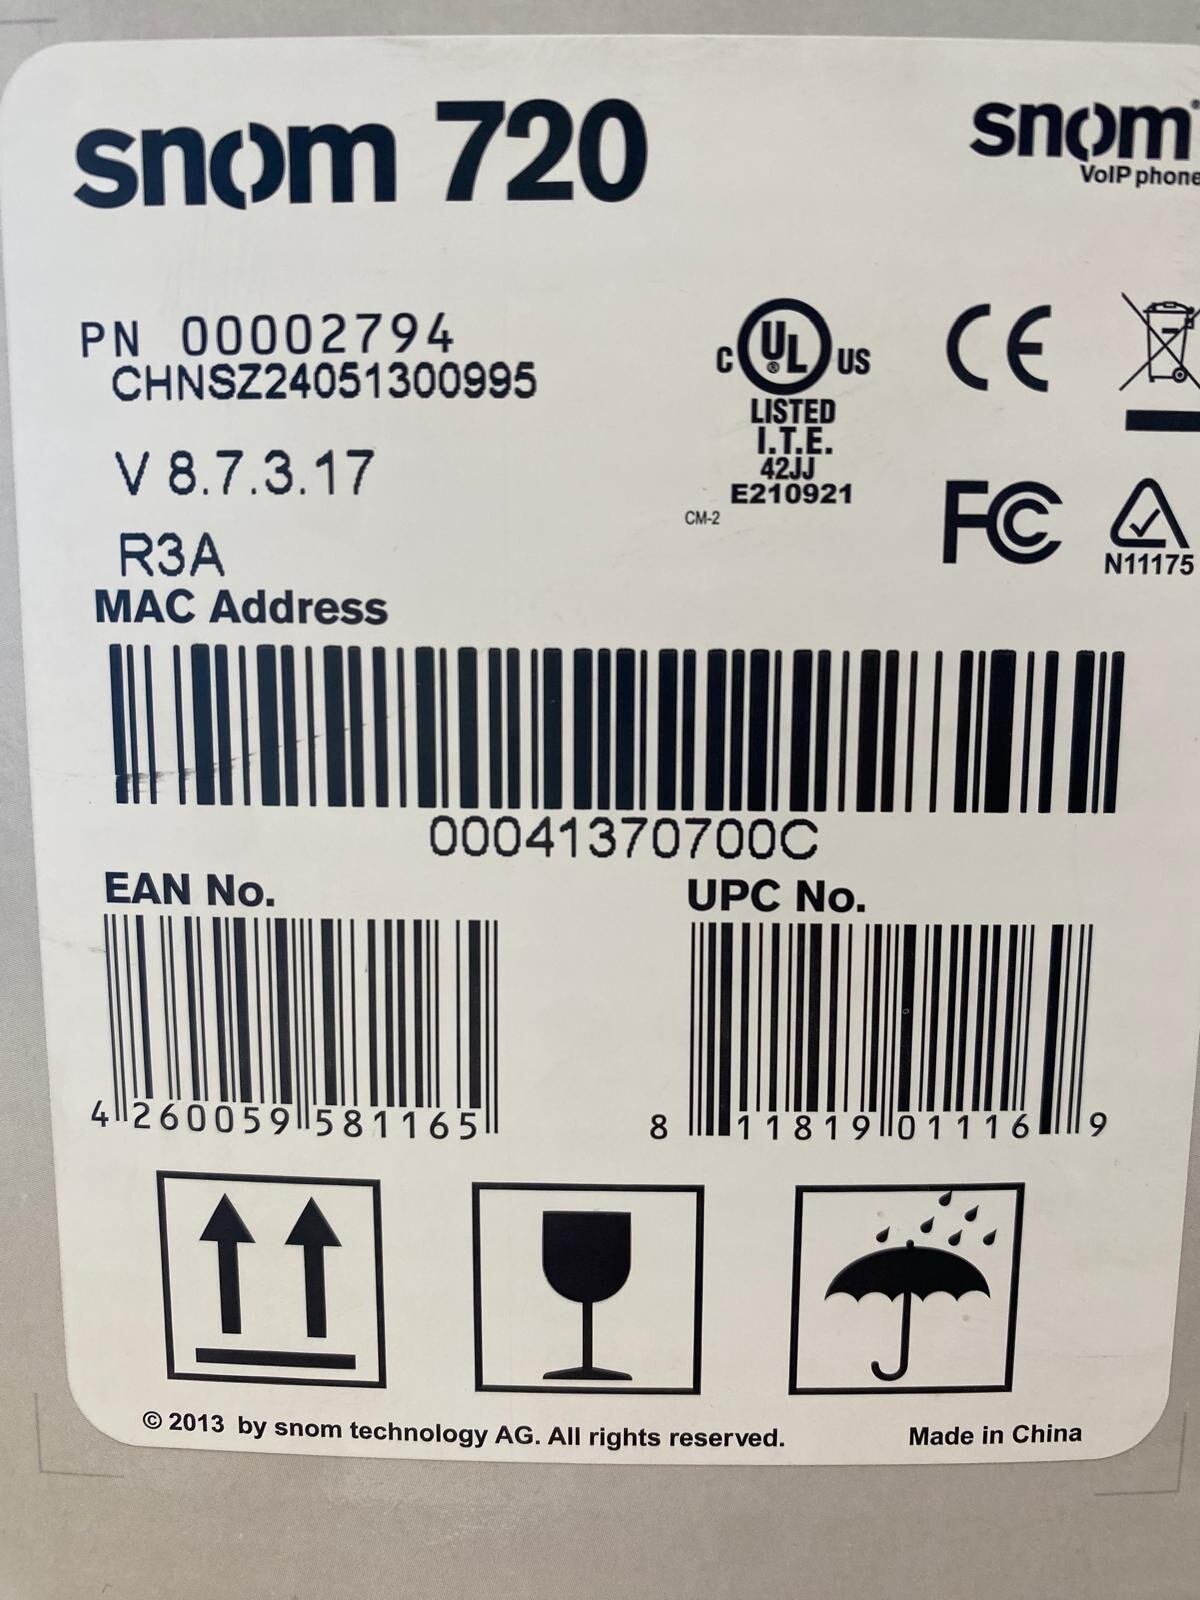 snom 720
snom®
VoIP phone
PN 00002794
CHNSZ24051300995
V 8.7.3.17
R3A
C UL® US
LISTED
I.T.E.
42JJ
E210921
CM-2
CE
FC
N11175
MAC Address
00041370700C
EAN No.
UPC No.
4 260059 581165
8 11819 01116 9
© 2013 by snom technology AG. All rights reserved.
Made in China